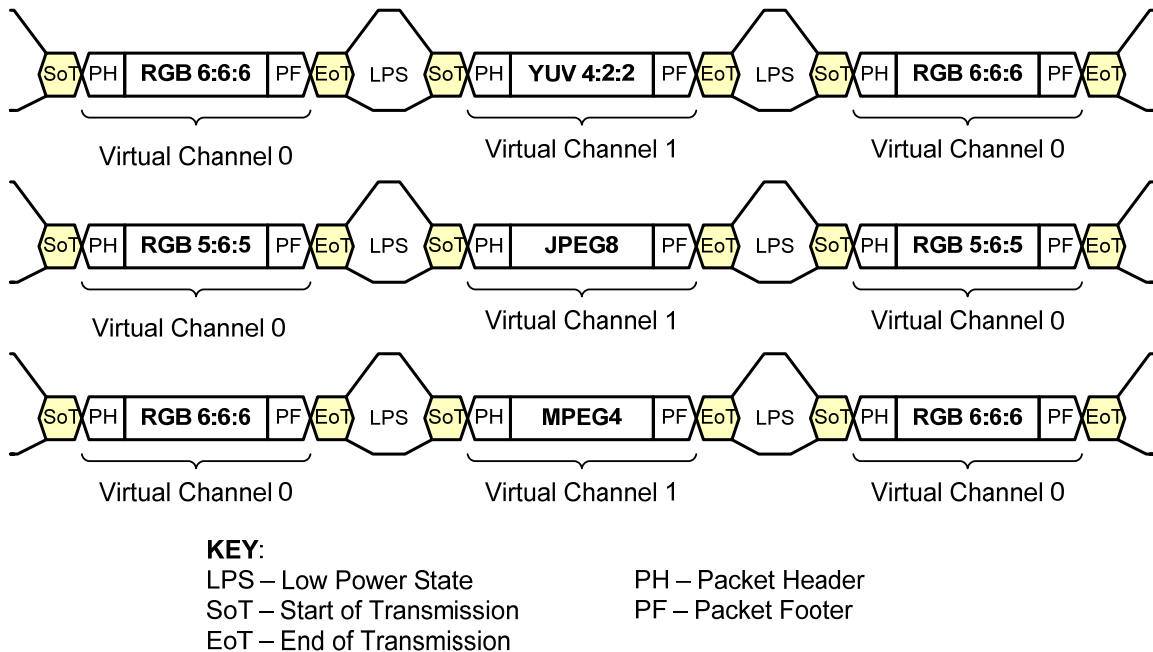 SoT PH RGB 6:6:6 PF EoT LPS SoT PH YUV 4:2:2 PF EoT LPS SoT PH RGB 6:6:6 PF EoT
Virtual Channel 0 Virtual Channel 1 Virtual Channel 0
SoT PH RGB 5:6:5 PF EoT LPS SoT PH JPEG8 PF EoT LPS SoT PH RGB 5:6:5 PF EoT
Virtual Channel 0 Virtual Channel 1 Virtual Channel 0
SoT PH RGB 6:6:6 PF EoT LPS SoT PH MPEG4 PF EoT LPS SoT PH RGB 6:6:6 PF EoT
Virtual Channel 0 Virtual Channel 1 Virtual Channel 0
KEY:
LPS – Low Power State PH – Packet Header
SoT – Start of Transmission PF – Packet Footer
EoT – End of Transmission